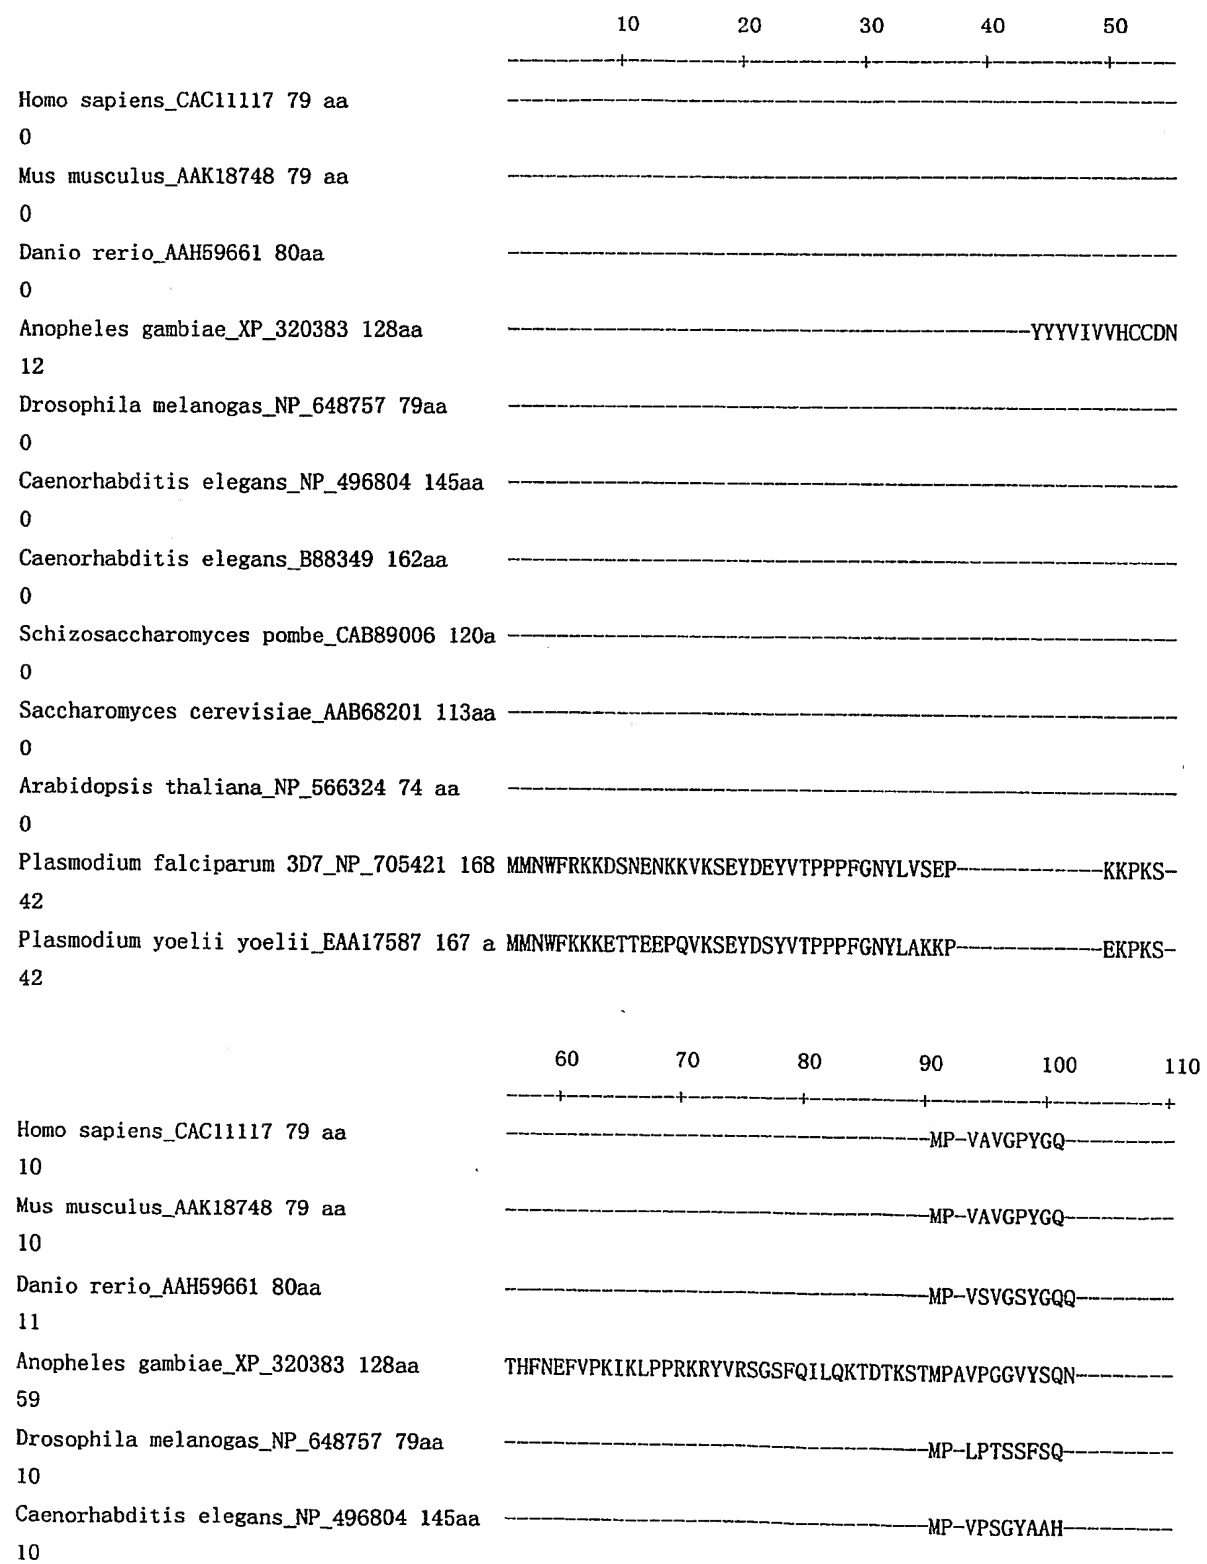 10 20 30 40 50
---------+---------+---------+---------+---------+-----
Homo sapiens_CAC11117 79 aa -------------------------------------------------------
0
Mus musculus_AAK18748 79 aa -------------------------------------------------------
0
Danio rerio_AAH59661 80aa -------------------------------------------------------
0
Anopheles gambiae_XP_320383 128aa -------------------------------------------YYYVIVVHCCDN
12
Drosophila melanogas_NP_648757 79aa -------------------------------------------------------
0
Caenorhabditis elegans_NP_496804 145aa -------------------------------------------------------
0
Caenorhabditis elegans_B88349 162aa -------------------------------------------------------
0
Schizosaccharomyces pombe_CAB89006 120a -------------------------------------------------------
0
Saccharomyces cerevisiae_AAB68201 113aa -------------------------------------------------------
0
Arabidopsis thaliana_NP_566324 74 aa -------------------------------------------------------
0
Plasmodium falciparum 3D7_NP_705421 168 MMNWFRKKDSNENKKVKSEYDEYVTPPPFGNYLVSEP------------KKPKS-
42
Plasmodium yoelii yoelii_EAA17587 167 a MMNWFKKKETTEEPQVKSEYDSYVTPPPFGNYLAKKP------------EKPKS-
42
60 70 80 90 100 110
----+---------+---------+---------+---------+---------+
Homo sapiens_CAC11117 79 aa -----------------------------------MP-VAVGPYGQ---------
10
Mus musculus_AAK18748 79 aa -----------------------------------MP-VAVGPYGQ---------
10
Danio rerio_AAH59661 80aa -----------------------------------MP-VSVGSYGQQ--------
11
Anopheles gambiae_XP_320383 128aa THFNEFVPKIKLPPRKRYVRSGSFQILQKTDTKSTMPAVPGGVYSQN--------
59
Drosophila melanogas_NP_648757 79aa -----------------------------------MP-LPTSSFSQ---------
10
Caenorhabditis elegans_NP_496804 145aa -----------------------------------MP-VPSGYAAH---------
10